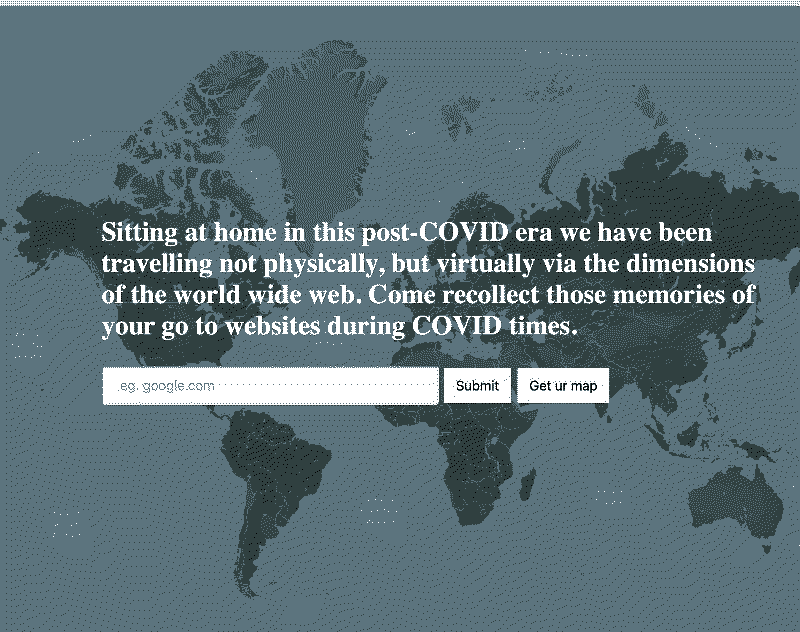 Sitting at home in this post-COVID era we have been
travelling not physically, but virtually via the dimensions
of the world wide web. Come recollect those memories of
your go to websites during COVID times.
eg. google.com Submit Get ur map